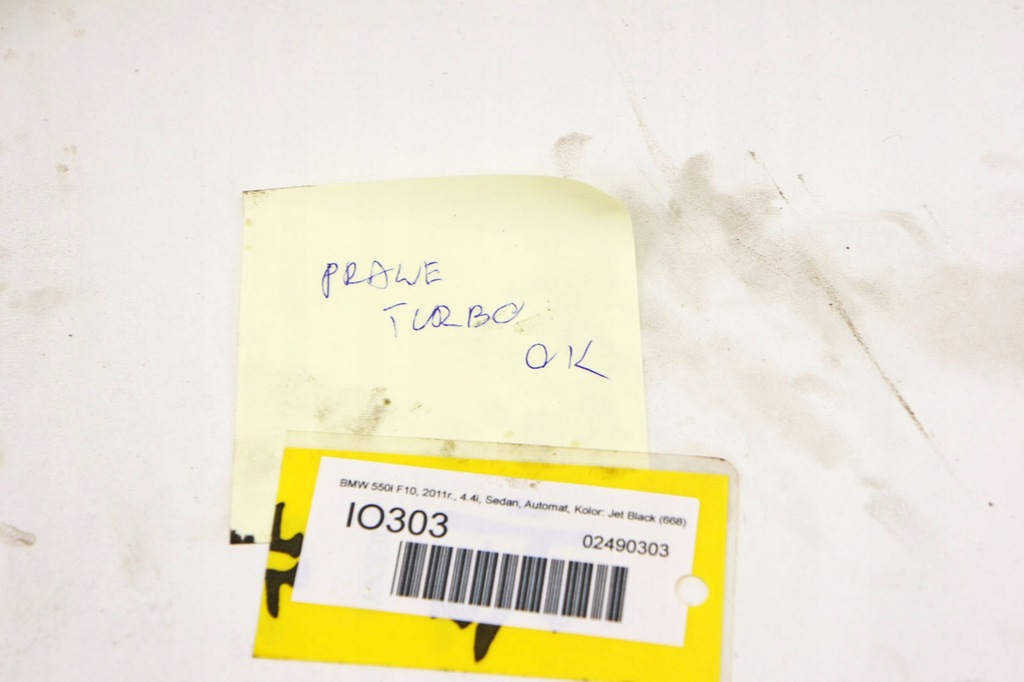 PRAWE
TURBO
OK
BMW 550i F10, 2011r., 4.4i, Sedan, Automat, Kolor: Jet Black (668)
IO303
02490303